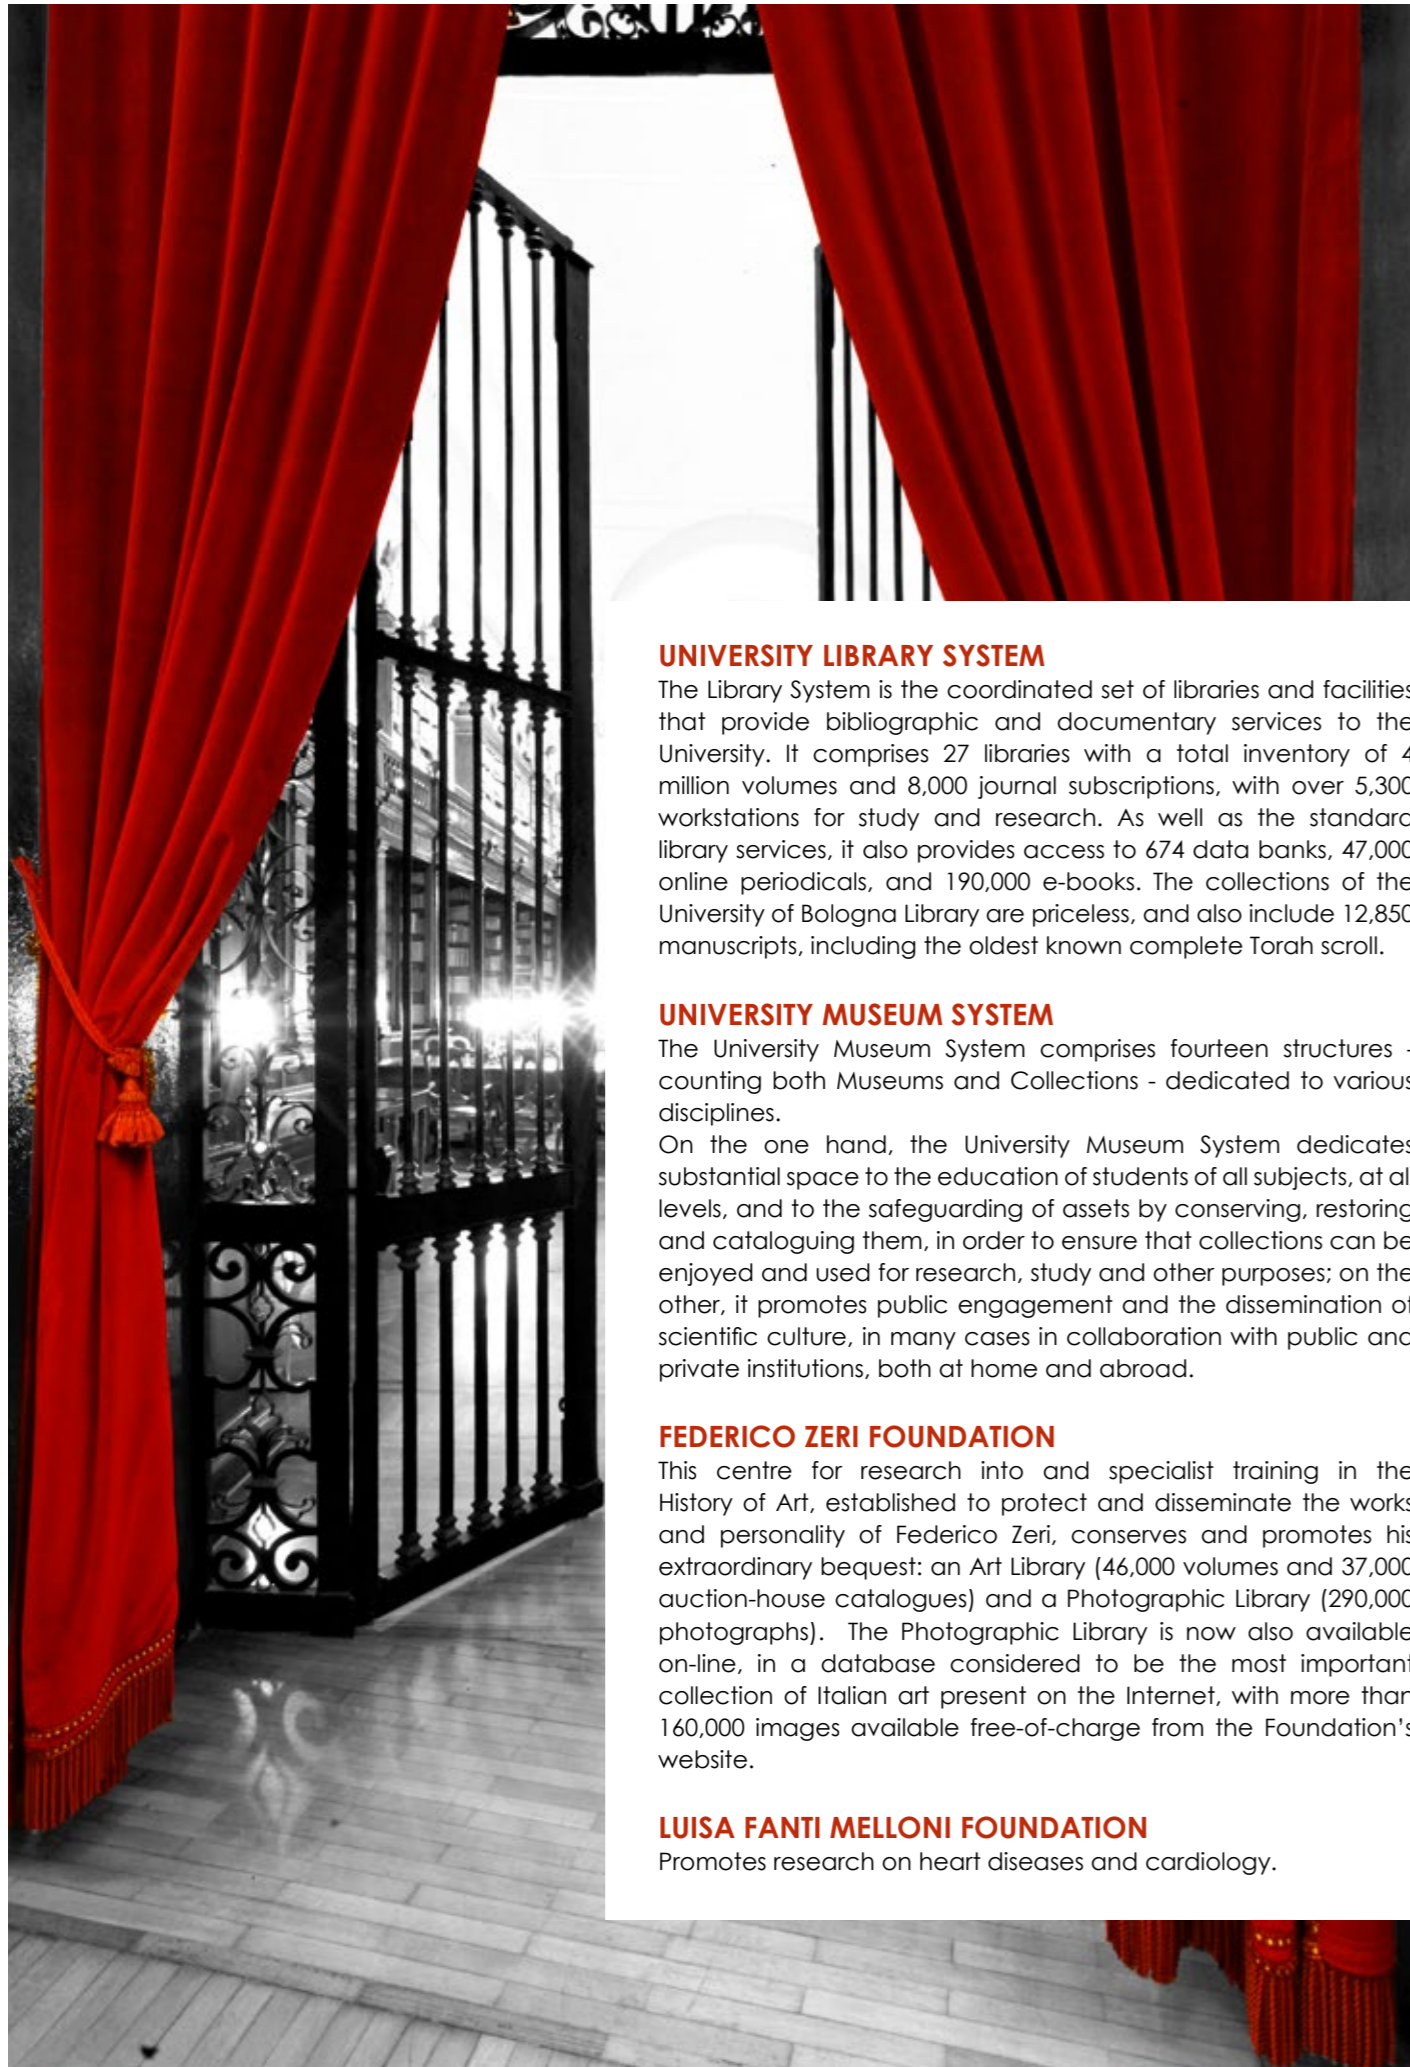 UNIVERSITY LIBRARY SYSTEM
The Library System is the coordinated set of libraries and facilities
that provide bibliographic and documentary services to the
University. It comprises 27 libraries with a total inventory of 4
million volumes and 8,000 journal subscriptions, with over 5,300
workstations for study and research. As well as the standard
library services, it also provides access to 674 data banks, 47,000
online periodicals, and 190,000 e-books. The collections of the
University of Bologna Library are priceless, and also include 12,850
manuscripts, including the oldest known complete Torah scroll.
UNIVERSITY MUSEUM SYSTEM
The University Museum System comprises fourteen structures -
counting both Museums and Collections - dedicated to various
disciplines.
On the one hand, the University Museum System dedicates
substantial space to the education of students of all subjects, at all
levels, and to the safeguarding of assets by conserving, restoring
and cataloguing them, in order to ensure that collections can be
enjoyed and used for research, study and other purposes; on the
other, it promotes public engagement and the dissemination of
scientific culture, in many cases in collaboration with public and
private institutions, both at home and abroad.
FEDERICO ZERI FOUNDATION
This centre for research into and specialist training in the
History of Art, established to protect and disseminate the works
and personality of Federico Zeri, conserves and promotes his
extraordinary bequest: an Art Library (46,000 volumes and 37,000
auction-house catalogues) and a Photographic Library (290,000
photographs).  The Photographic Library is now also available
on-line, in a database considered to be the most important
collection of Italian art present on the Internet, with more than
160,000 images available free-of-charge from the Foundation's
website.
LUISA FANTI MELLONI FOUNDATION
Promotes research on heart diseases and cardiology.